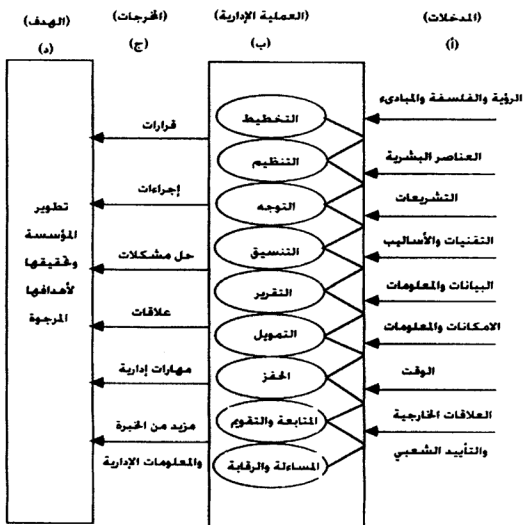 (المدخلات)
(أ)
الرؤية والفلسفة والمبادىء
العناصر البشرية
التشريعات
التقنيات والأساليب
البيانات والمعلومات
الامكانات والمعلومات
الوقت
العلاقات الخارجية
والتأييد الشعبي
(العملية الإدارية)
(ب)
التخطيط
التنظيم
التوجه
التنسيق
التقرير
التمويل
الحفز
المتابعة والتقويم
المساءلة والرقابة
(الخرجات)
(ج)
قرارات
إجراءات
حل مشكلات
علاقات
مهارات إدارية
مزيد من الخبرة
والمعلومات الإدارية
(الهدف)
(د)
تطوير
المؤسسة
وتحقيقها
لأهدافها
المرجوة